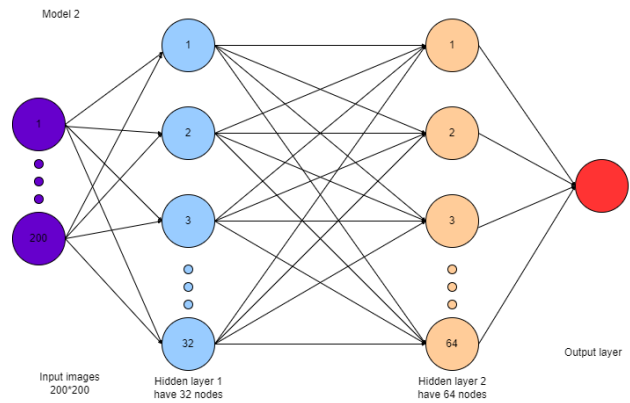 Model 2
1
200
1
2
3
32
1
2
3
64
Input images
200*200
Hidden layer 1
have 32 nodes
Hidden layer 2
have 64 nodes
Output layer